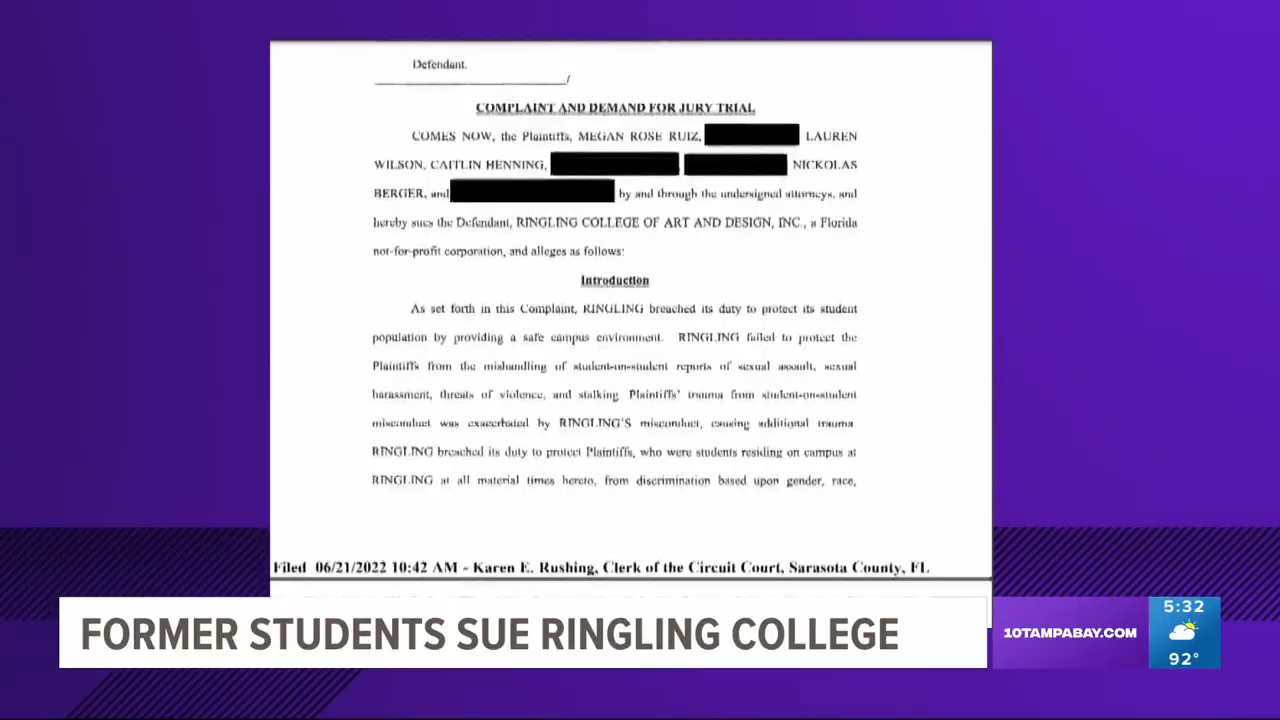 Defendant.
/
COMPLAINT AND DEMAND FOR JURY TRIAL
COMES NOW, the Plaintiffs, MEGAN ROSE RUIZ, LAUREN
WILSON, CAITLIN HENNING, NICKOLAS
BERGER, and by and through the undersigned attorneys, and
hereby sues the Defendant, RINGLING COLLEGE OF ART AND DESIGN, INC., a Florida
not-for-profit corporation, and alleges as follows:
Introduction
As set forth in this Complaint, RINGLING breached its duty to protect its student
population by providing a safe campus environment. RINGLING failed to protect the
Plaintiffs from the mishandling of student-on-student reports of sexual assault, sexual
harassment, threats of violence, and stalking. Plaintiffs' trauma from student-on-student
misconduct was exacerbated by RINGLING'S misconduct, causing additional trauma.
RINGLING breached its duty to protect Plaintiffs, who were students residing on campus at
RINGLING at all material times hereto, from discrimination based upon gender, race,
Filed 06/21/2022 10:42 AM - Karen E. Rushing, Clerk of the Circuit Court, Sarasota County, FL
FORMER STUDENTS SUE RINGLING COLLEGE
10TAMPABAY.COM
5:32
92°